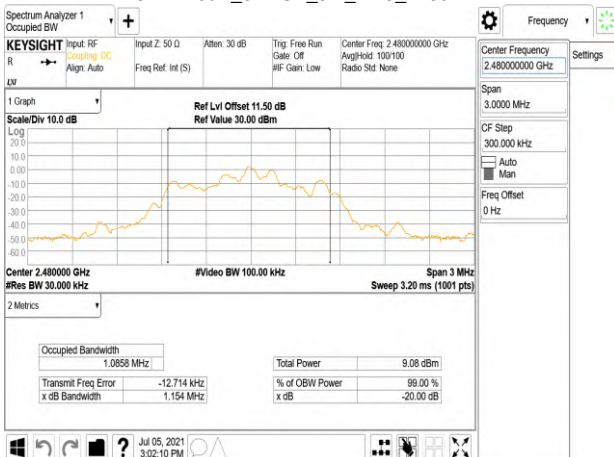 Spectrum Analyzer 1
Occupied BW
Frequency
KEYSIGHT
R
Input: RF
Coupling: DC
Align: Auto
Input Z: 50 Ω
Freq Ref: Int (S)
Atten: 30 dB
Trig: Free Run
Gate: Off
#IF Gain: Low
Center Freq: 2.480000000 GHz
Avg|Hold: 100/100
Radio Std: None
Center Frequency
2.480000000 GHz
Settings
Span
3.0000 MHz
CF Step
300.000 kHz
Auto
Man
Freq Offset
0 Hz
1 Graph
Scale/Div 10.0 dB
Ref Lvl Offset 11.50 dB
Ref Value 30.00 dBm
Log
20.0
10.0
0.00
-10.0
-20.0
-30.0
-40.0
-50.0
-60.0
Center 2.480000 GHz
#Video BW 100.00 kHz
Span 3 MHz
#Res BW 30.000 kHz
Sweep 3.20 ms (1001 pts)
2 Metrics
Occupied Bandwidth
1.0858 MHz
Total Power 9.08 dBm
Transmit Freq Error -12.714 kHz
% of OBW Power 99.00 %
x dB Bandwidth 1.154 MHz
x dB -20.00 dB
?
Jul 05, 2021
3:02:10 PM